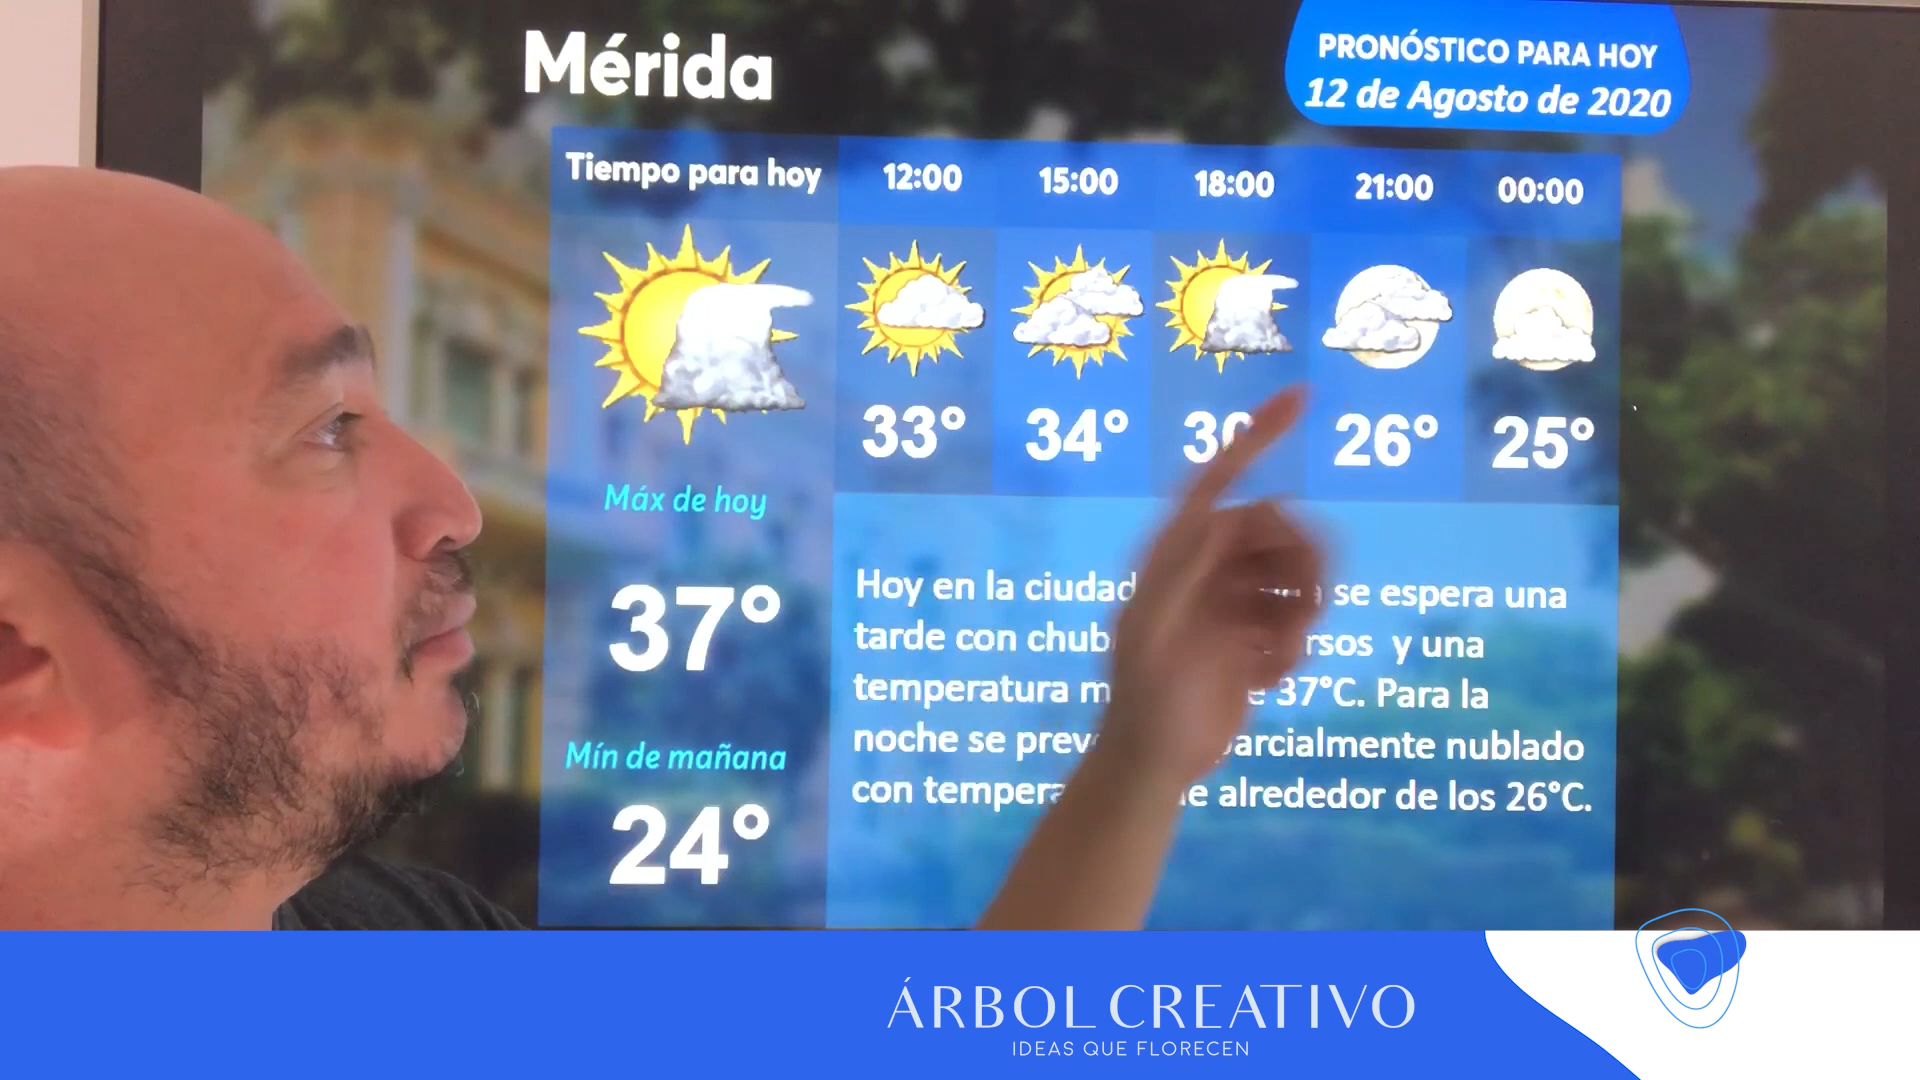 Mérida
PRONÓSTICO PARA HOY
12 de Agosto de 2020
Tiempo para hoy
12:00
15:00
18:00
21:00
00:00
33°
34°
26°
25°
Máx de hoy
37°
Mín de mañana
24°
Hoy en la ciudad se espera una
tarde con y una
temperatura 37°C. Para la
noche se parcialmente nublado
con alrededor de los 26°C.
ÁRBOL CREATIVO
IDEAS QUE FLORECEN